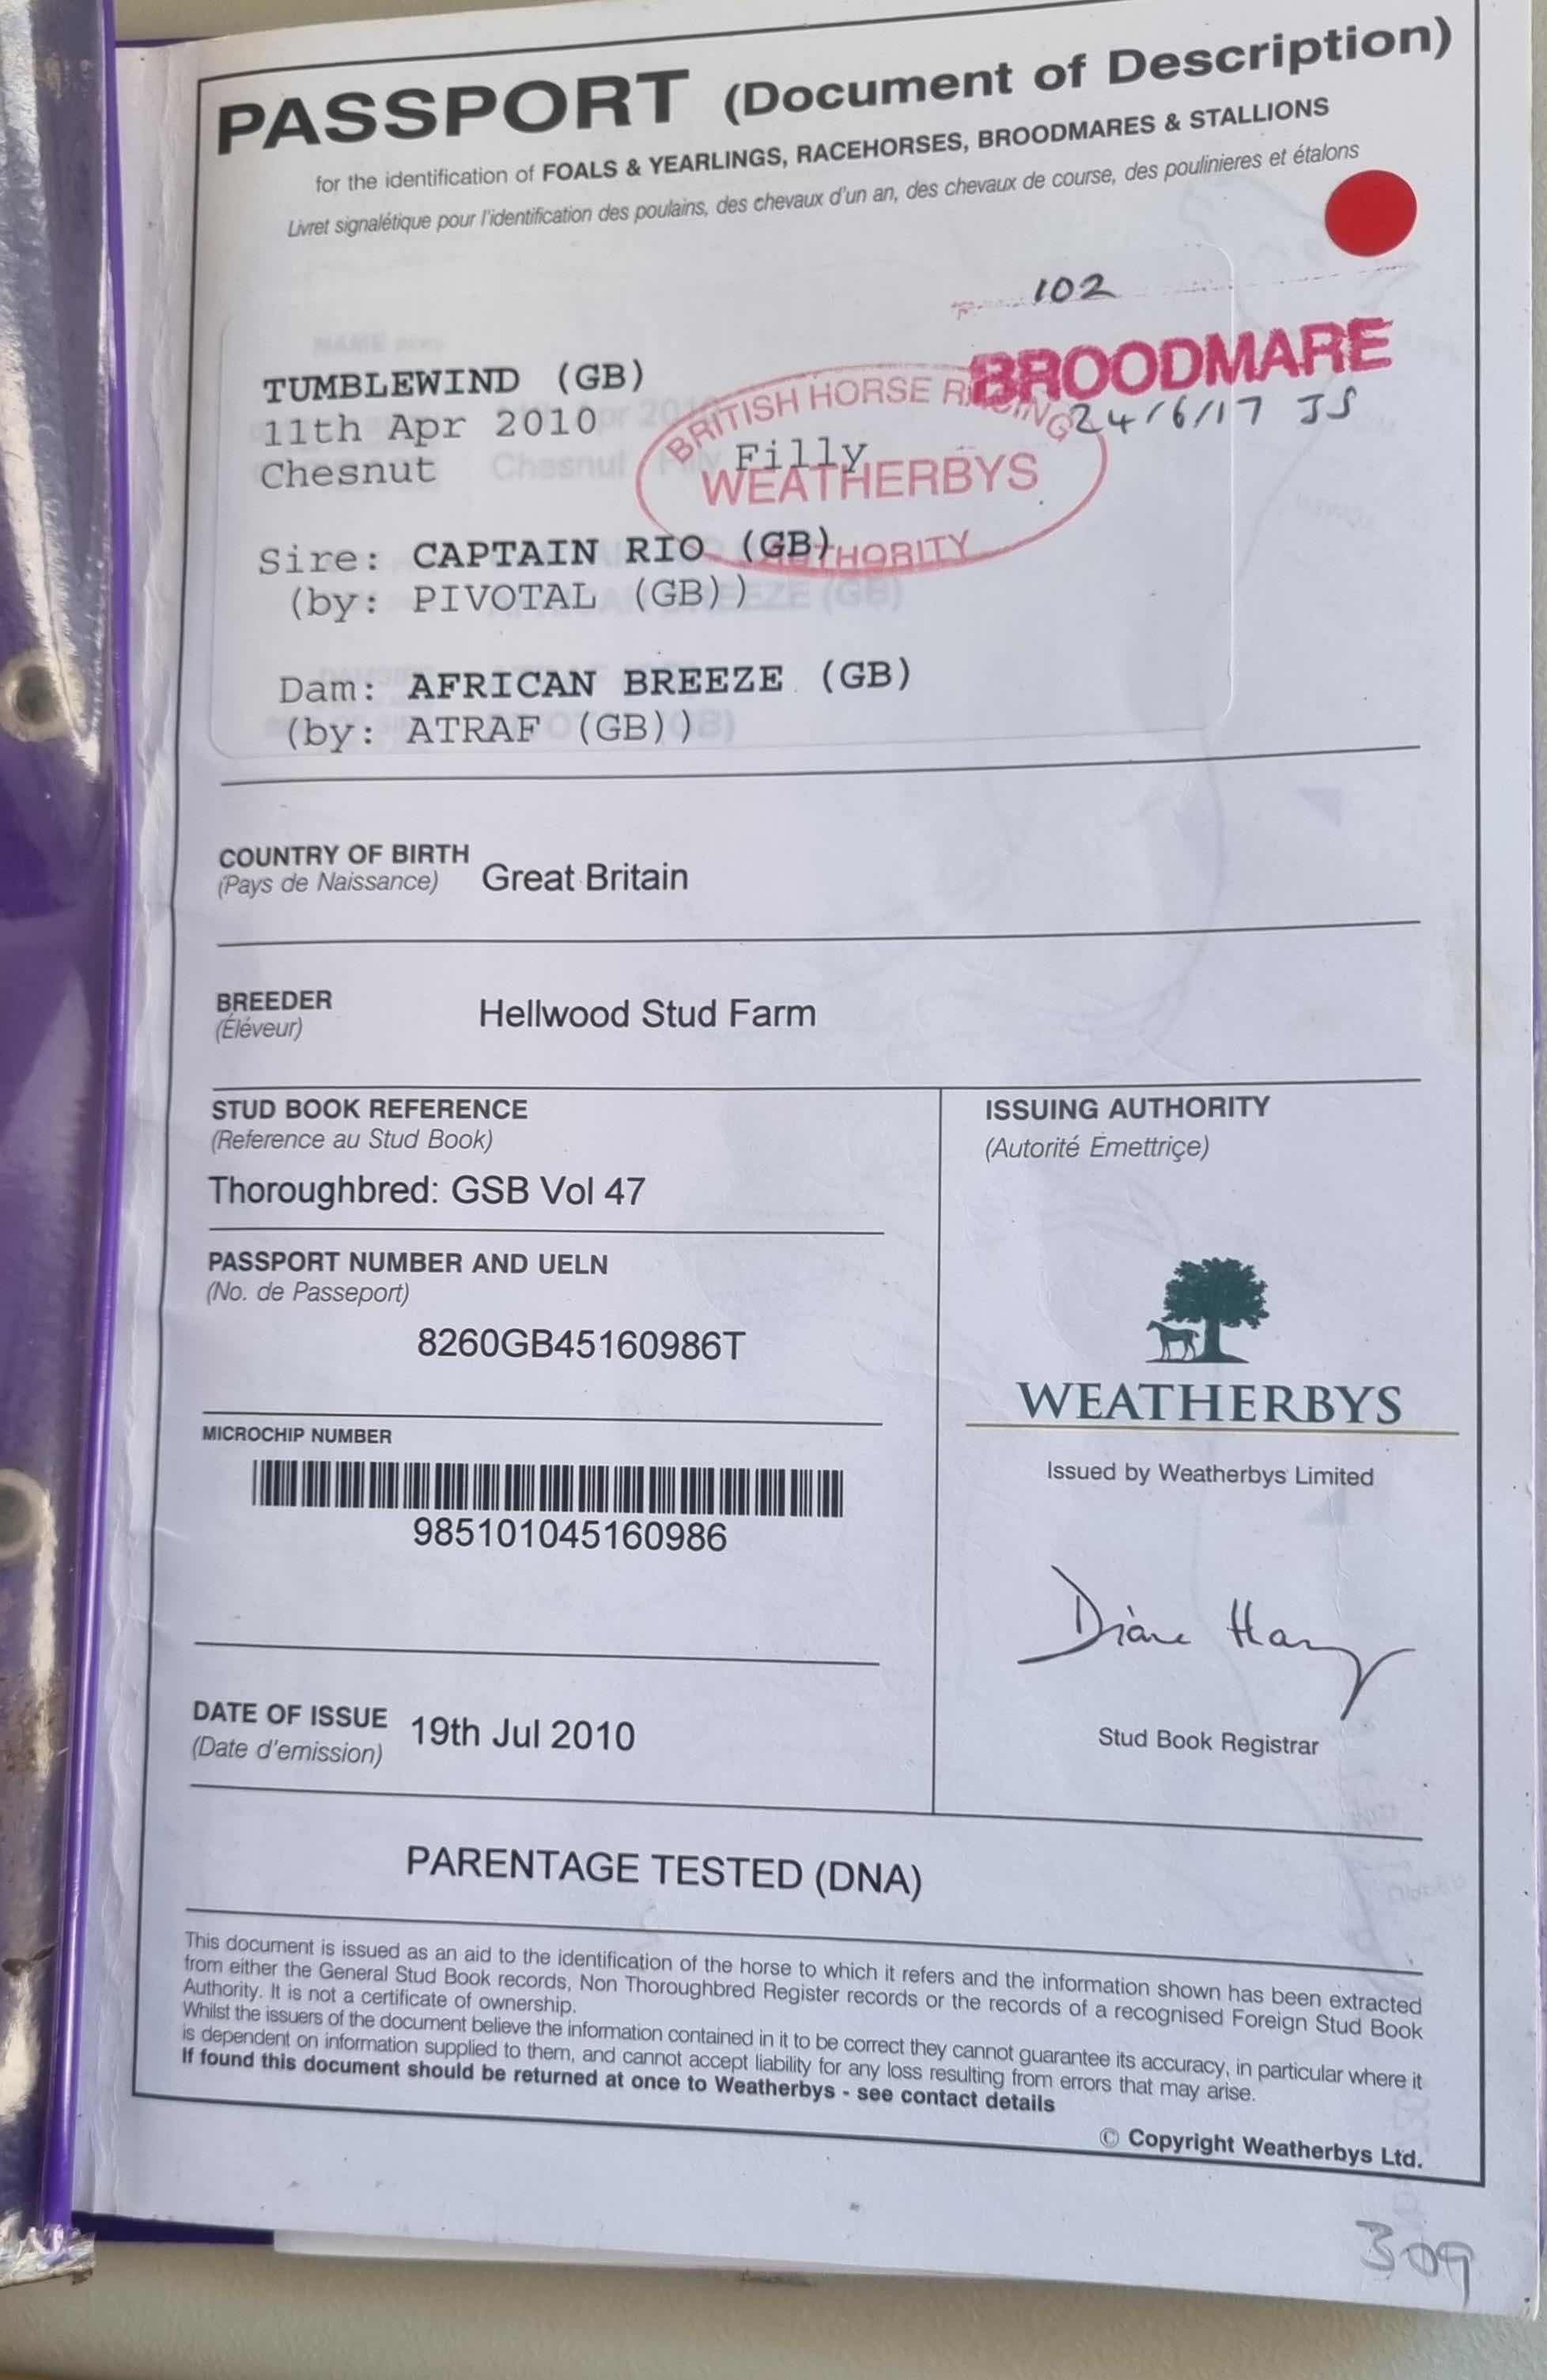 PASSPORT (Document of Description)
for the identification of FOALS & YEARLINGS, RACEHORSES, BROODMARES & STALLIONS
Livret signalétique pour l'identification des poulains, des chevaux d'un an, des chevaux de course, des poulinieres et étalons
102
BROODMARE
24/6/17 JS
TUMBLEWIND (GB)
11th Apr 2010
Chesnut Filly
BRITISH HORSE RACING
WEATHERBYS
AUTHORITY
Sire: CAPTAIN RIO (GB)
(by: PIVOTAL (GB))
Dam: AFRICAN BREEZE (GB)
(by: ATRAF (GB))
COUNTRY OF BIRTH
(Pays de Naissance)
Great Britain
BREEDER
(Éléveur)
Hellwood Stud Farm
STUD BOOK REFERENCE
(Reference au Stud Book)
Thoroughbred: GSB Vol 47
PASSPORT NUMBER AND UELN
(No. de Passeport)
8260GB45160986T
MICROCHIP NUMBER
985101045160986
DATE OF ISSUE
(Date d'emission)
19th Jul 2010
ISSUING AUTHORITY
(Autorité Emettriçe)
WEATHERBYS
Issued by Weatherbys Limited
Diane Han
Stud Book Registrar
PARENTAGE TESTED (DNA)
This document is issued as an aid to the identification of the horse to which it refers and the information shown has been extracted
from either the General Stud Book records, Non Thoroughbred Register records or the records of a recognised Foreign Stud Book
Authority. It is not a certificate of ownership.
Whilst the issuers of the document believe the information contained in it to be correct they cannot guarantee its accuracy, in particular where it
is dependent on information supplied to them, and cannot accept liability for any loss resulting from errors that may arise.
If found this document should be returned at once to Weatherbys - see contact details
© Copyright Weatherbys Ltd.
309